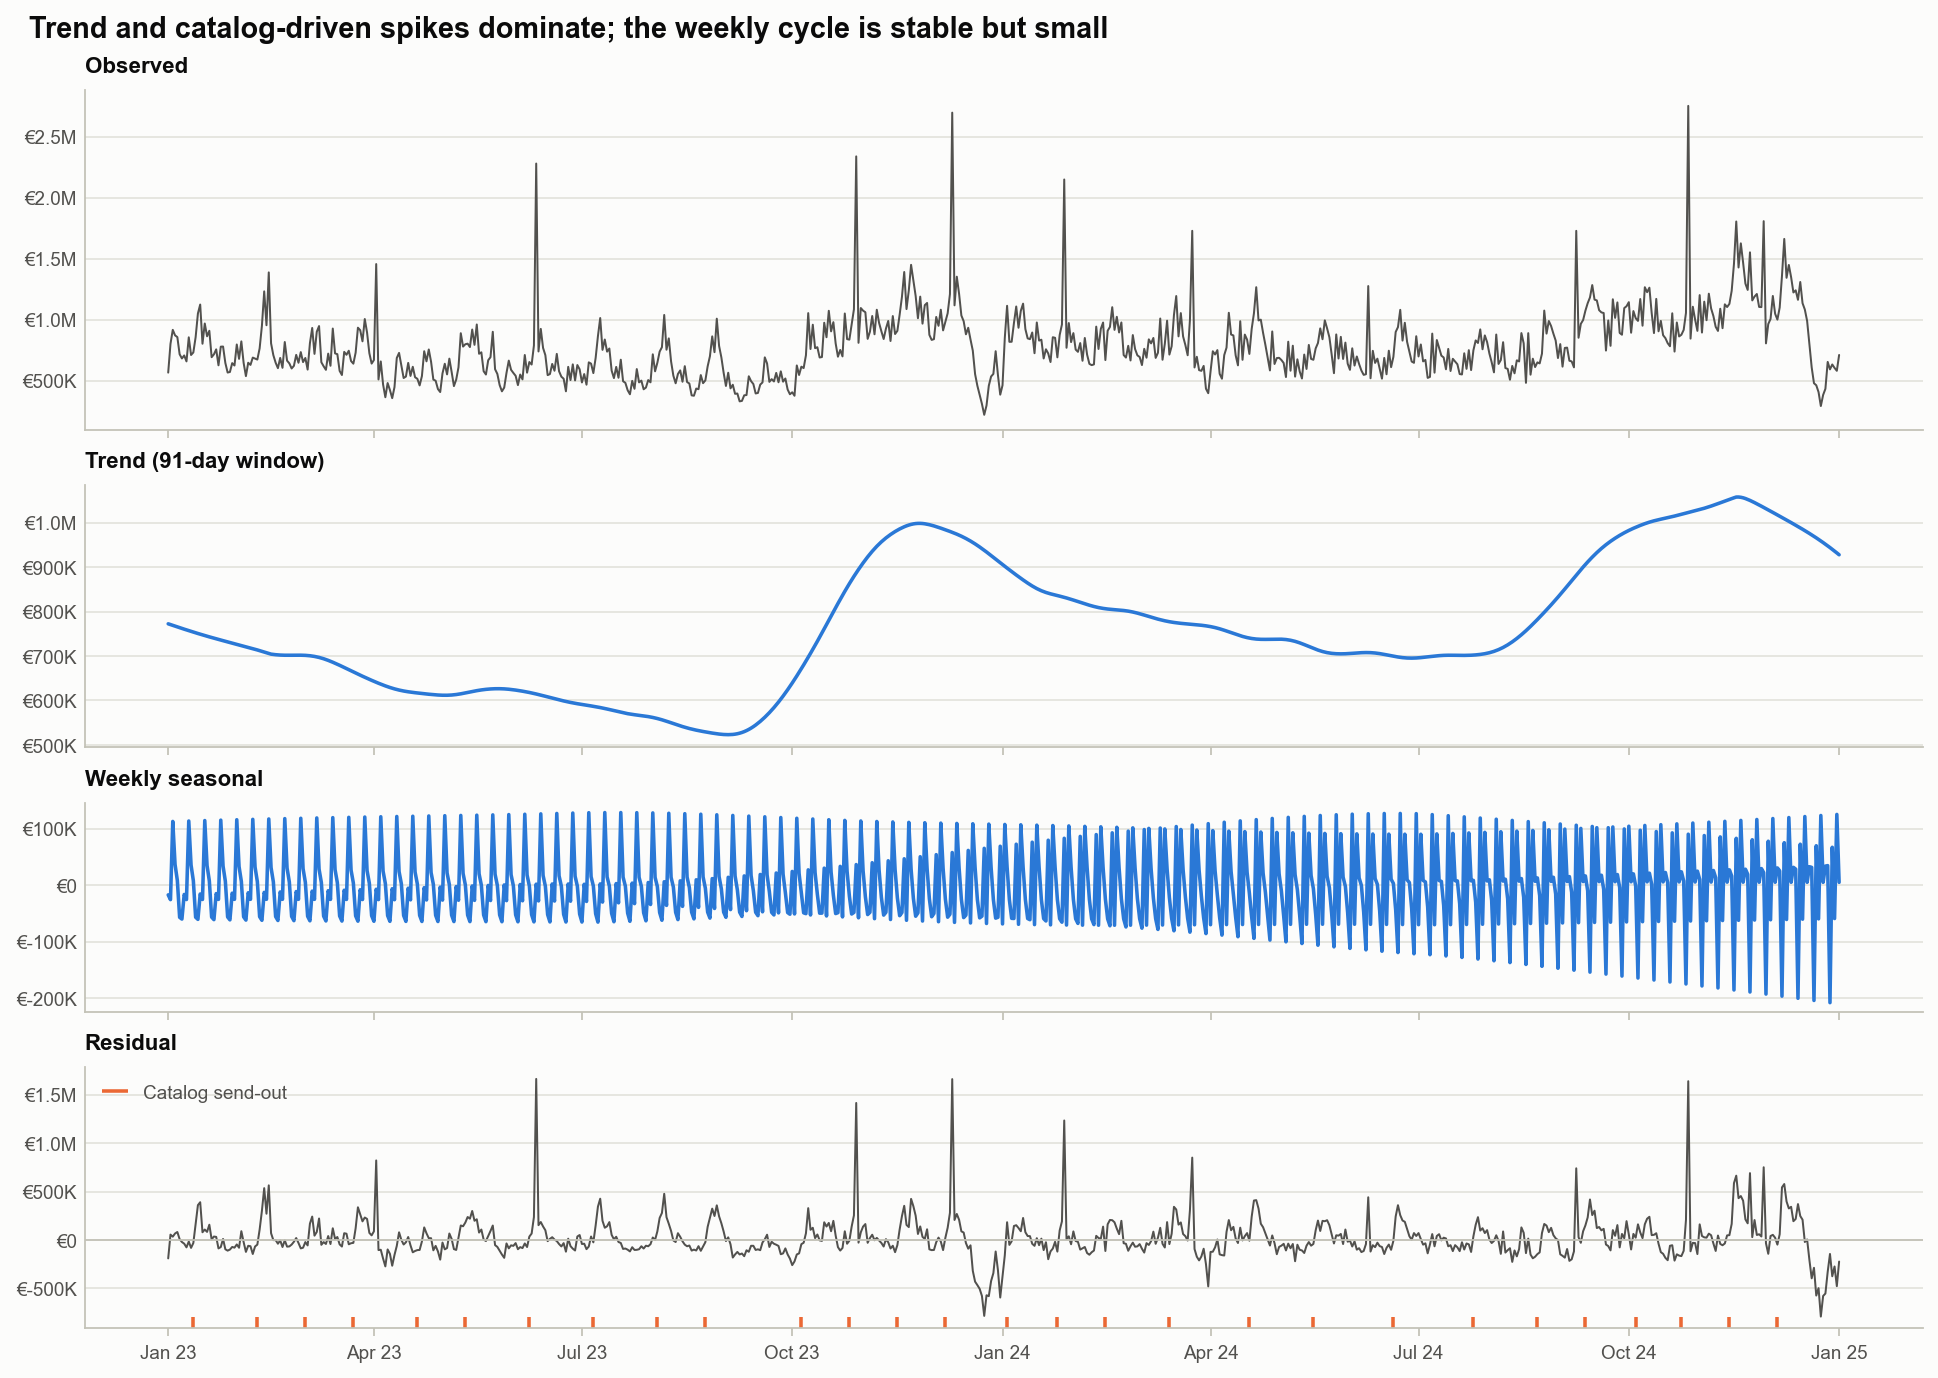 Trend and catalog-driven spikes dominate; the weekly cycle is stable but small
Observed
€2.5M
€2.0M
€1.5M
€1.0M
€500K
Trend (91-day window)
€1.0M
€900K
€800K
€700K
€600K
€500K
Weekly seasonal
€100K
€0
€-100K
€-200K
Residual
Catalog send-out
€1.5M
€1.0M
€500K
€0
€-500K
Jan 23 Apr 23 Jul 23 Oct 23 Jan 24 Apr 24 Jul 24 Oct 24 Jan 25